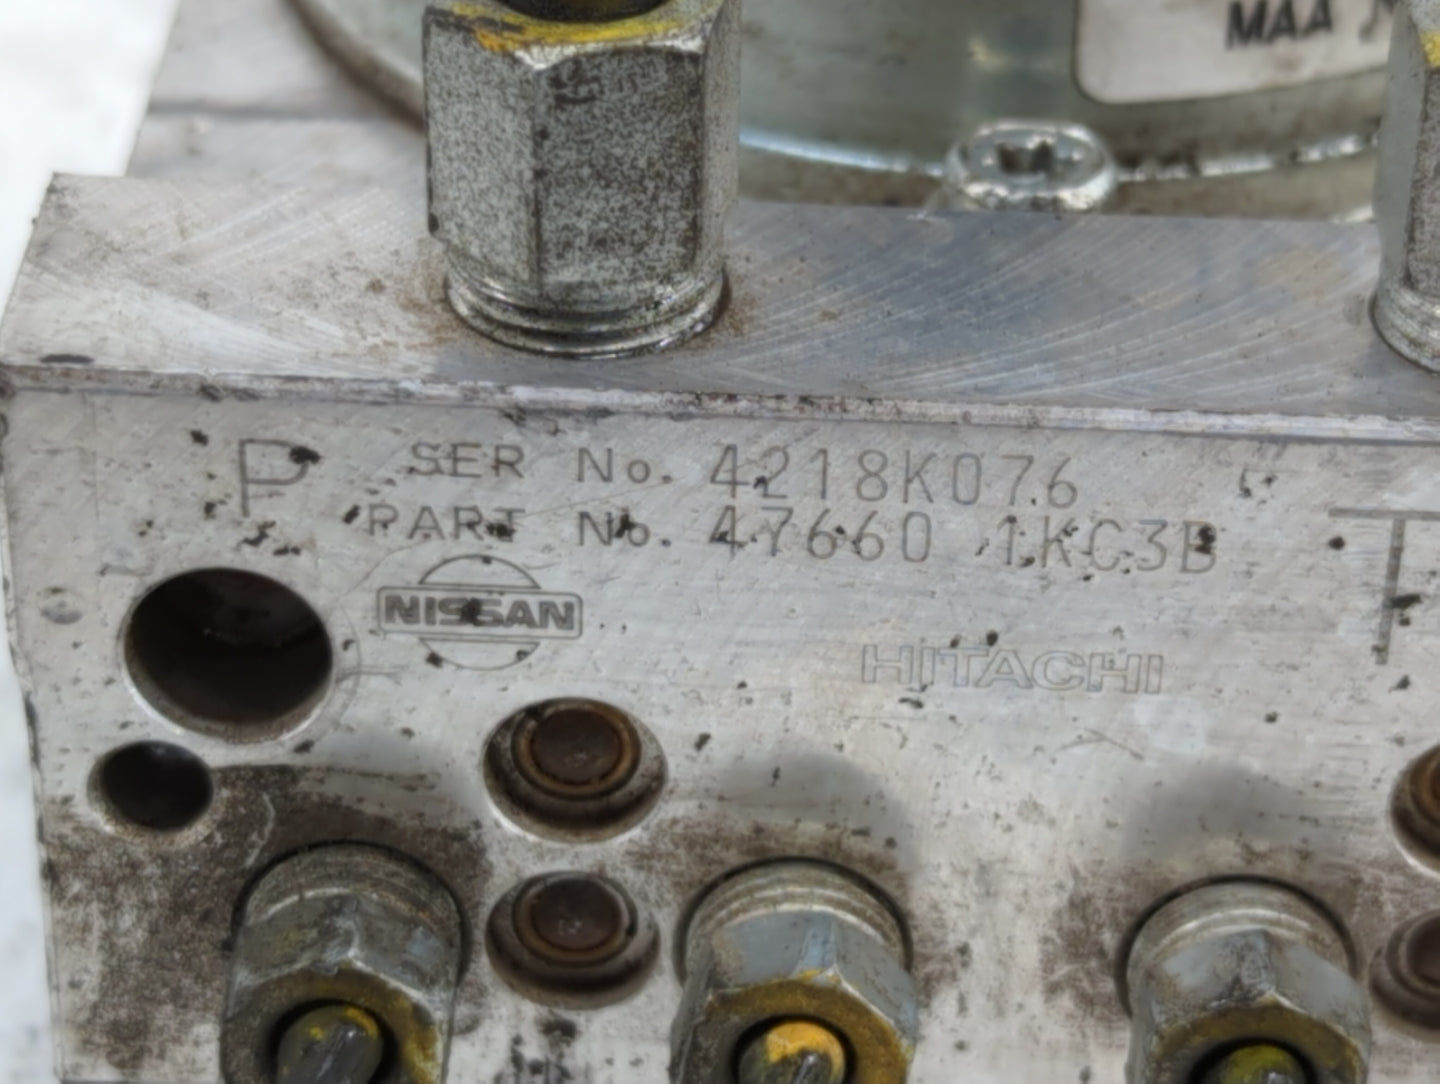 MAA
P
SER No. 4218K076
PART No. 47660 1KC3B
NISSAN
HITACHI